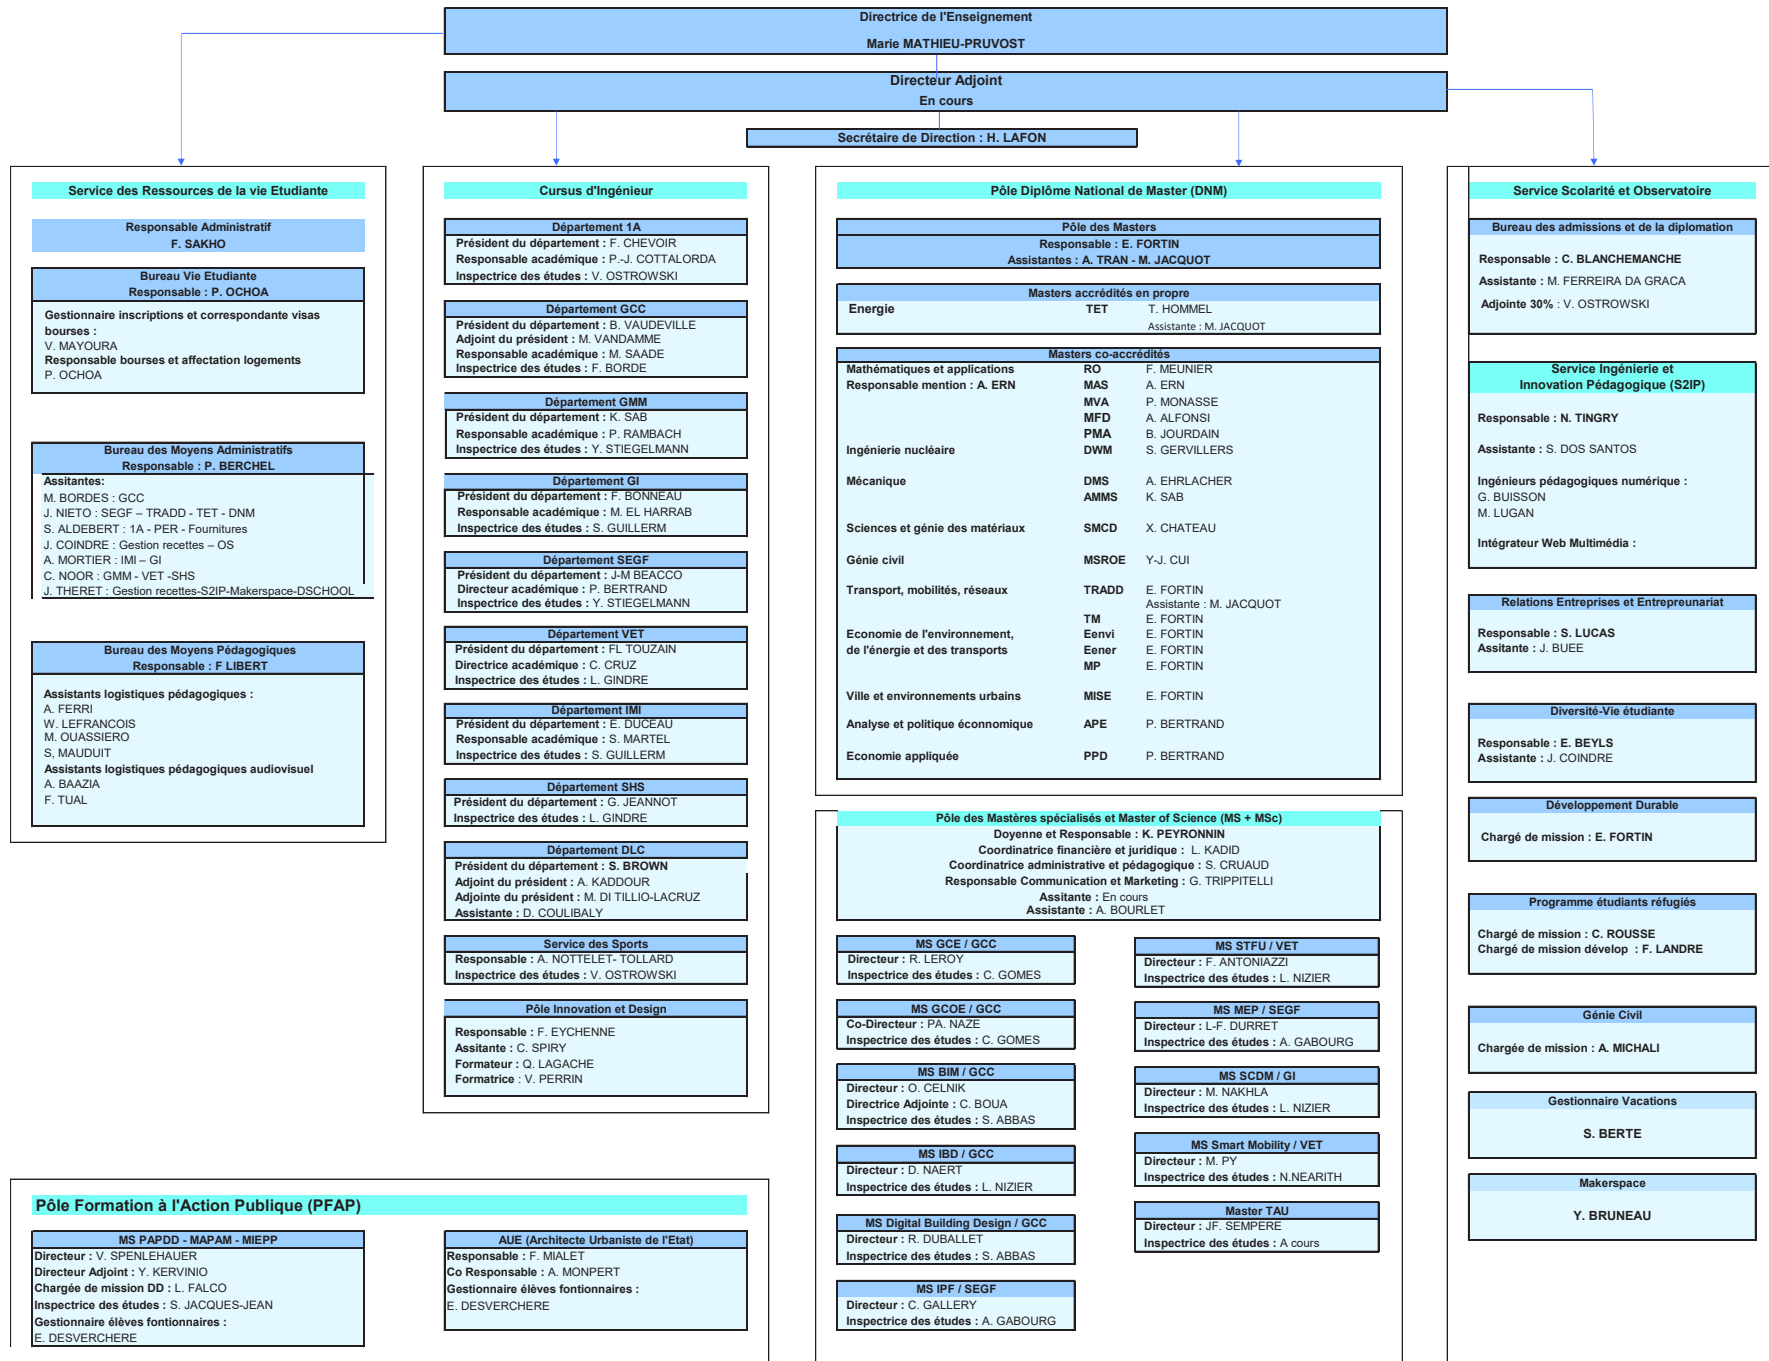 Directrice de l'Enseignement
Marie MATHIEU-PRUVOST
Directeur Adjoint
En cours
Secrétaire de Direction : H. LAFON
Service des Ressources de la vie Etudiante
Responsable Administratif
F. SAKHO
Bureau Vie Etudiante
Responsable : P. OCHOA
Gestionnaire inscriptions et correspondante visas
bourses :
V. MAYOURA
Responsable bourses et affectation logements
P. OCHOA
Bureau des Moyens Administratifs
Responsable : P. BERCHEL
Assitantes:
M. BORDES : GCC
J. NIETO : SEGF – TRADD - TET - DNM
S. ALDEBERT : 1A - PER - Fournitures
J. COINDRE : Gestion recettes – OS
A. MORTIER : IMI – GI
C. NOOR : GMM - VET -SHS
J. THERET : Gestion recettes-S2IP-Makerspace-DSCHOOL
Bureau des Moyens Pédagogiques
Responsable : F LIBERT
Assistants logistiques pédagogiques :
A. FERRI
W. LEFRANCOIS
M. OUASSIERO
S, MAUDUIT
Assistants logistiques pédagogiques audiovisuel
A. BAAZIA
F. TUAL
Cursus d'Ingénieur
Département 1A
Président du département : F. CHEVOIR
Responsable académique : P.-J. COTTALORDA
Inspectrice des études : V. OSTROWSKI
Département GCC
Président du département : B. VAUDEVILLE
Adjoint du président : M. VANDAMME
Responsable académique : M. SAADE
Inspectrice des études : F. BORDE
Département GMM
Président du département : K. SAB
Responsable académique : P. RAMBACH
Inspectrice des études : Y. STIEGELMANN
Département GI
Président du département : F. BONNEAU
Responsable académique : M. EL HARRAB
Inspectrice des études : S. GUILLERM
Département SEGF
Président du département : J-M BEACCO
Directeur académique : P. BERTRAND
Inspectrice des études : Y. STIEGELMANN
Département VET
Président du département : FL TOUZAIN
Directrice académique : C. CRUZ
Inspectrice des études : L. GINDRE
Département IMI
Président du département : E. DUCEAU
Responsable académique : S. MARTEL
Inspectrice des études : S. GUILLERM
Département SHS
Président du département : G. JEANNOT
Inspectrice des études : L. GINDRE
Département DLC
Président du département : S. BROWN
Adjoint du président : A. KADDOUR
Adjointe du président : M. DI TILLIO-LACRUZ
Assistante : D. COULIBALY
Service des Sports
Responsable : A. NOTTELET- TOLLARD
Inspectrice des études : V. OSTROWSKI
Pôle Innovation et Design
Responsable : F. EYCHENNE
Assitante : C. SPIRY
Formateur : Q. LAGACHE
Formatrice : V. PERRIN
Pôle Diplôme National de Master (DNM)
Pôle des Masters
Responsable : E. FORTIN
Assistantes : A. TRAN - M. JACQUOT
Masters accrédités en propre
Energie TET T. HOMMEL
Assistante : M. JACQUOT
Masters co-accrédités
Mathématiques et applications RO F. MEUNIER
Responsable mention : A. ERN MAS A. ERN
MVA P. MONASSE
MFD A. ALFONSI
PMA B. JOURDAIN
Ingénierie nucléaire DWM S. GERVILLERS
Mécanique DMS A. EHRLACHER
AMMS K. SAB
Sciences et génie des matériaux SMCD X. CHATEAU
Génie civil MSROE Y-J. CUI
Transport, mobilités, réseaux TRADD E. FORTIN
Assistante : M. JACQUOT
TM E. FORTIN
Economie de l'environnement, Eenvi E. FORTIN
de l'énergie et des transports Eener E. FORTIN
MP E. FORTIN
Ville et environnements urbains MISE E. FORTIN
Analyse et politique éconnomique APE P. BERTRAND
Economie appliquée PPD P. BERTRAND
Pôle des Mastères spécialisés et Master of Science (MS + MSc)
Doyenne et Responsable : K. PEYRONNIN
Coordinatrice financière et juridique : L. KADID
Coordinatrice administrative et pédagogique : S. CRUAUD
Responsable Communication et Marketing : G. TRIPPITELLI
Assitante : En cours
Assistante : A. BOURLET
MS GCE / GCC
Directeur : R. LEROY
Inspectrice des études : C. GOMES
MS GCOE / GCC
Co-Directeur : PA. NAZE
Inspectrice des études : C. GOMES
MS BIM / GCC
Directeur : O. CELNIK
Directrice Adjointe : C. BOUA
Inspectrice des études : S. ABBAS
MS IBD / GCC
Directeur : D. NAERT
Inspectrice des études : L. NIZIER
MS Digital Building Design / GCC
Directeur : R. DUBALLET
Inspectrice des études : S. ABBAS
MS IPF / SEGF
Directeur : C. GALLERY
Inspectrice des études : A. GABOURG
MS STFU / VET
Directeur : F. ANTONIAZZI
Inspectrice des études : L. NIZIER
MS MEP / SEGF
Directeur : L-F. DURRET
Inspectrice des études : A. GABOURG
MS SCDM / GI
Directeur : M. NAKHLA
Inspectrice des études : L. NIZIER
MS Smart Mobility / VET
Directeur : M. PY
Inspectrice des études : N.NEARITH
Master TAU
Directeur : JF. SEMPERE
Inspectrice des études : A cours
Service Scolarité et Observatoire
Bureau des admissions et de la diplomation
Responsable : C. BLANCHEMANCHE
Assistante : M. FERREIRA DA GRACA
Adjointe 30% : V. OSTROWSKI
Service Ingénierie et
Innovation Pédagogique (S2IP)
Responsable : N. TINGRY
Assistante : S. DOS SANTOS
Ingénieurs pédagogiques numérique :
G. BUISSON
M. LUGAN
Intégrateur Web Multimédia :
Relations Entreprises et Entrepreunariat
Responsable : S. LUCAS
Assitante : J. BUEE
Diversité-Vie étudiante
Responsable : E. BEYLS
Assistante : J. COINDRE
Développement Durable
Chargé de mission : E. FORTIN
Programme étudiants réfugiés
Chargé de mission : C. ROUSSE
Chargé de mission dévelop : F. LANDRE
Génie Civil
Chargée de mission : A. MICHALI
Gestionnaire Vacations
S. BERTE
Makerspace
Y. BRUNEAU
Pôle Formation à l'Action Publique (PFAP)
MS PAPDD - MAPAM - MIEPP
Directeur : V. SPENLEHAUER
Directeur Adjoint : Y. KERVINIO
Chargée de mission DD : L. FALCO
Inspectrice des études : S. JACQUES-JEAN
Gestionnaire élèves fontionnaires :
E. DESVERCHERE
AUE (Architecte Urbaniste de l'Etat)
Responsable : F. MIALET
Co Responsable : A. MONPERT
Gestionnaire élèves fontionnaires :
E. DESVERCHERE